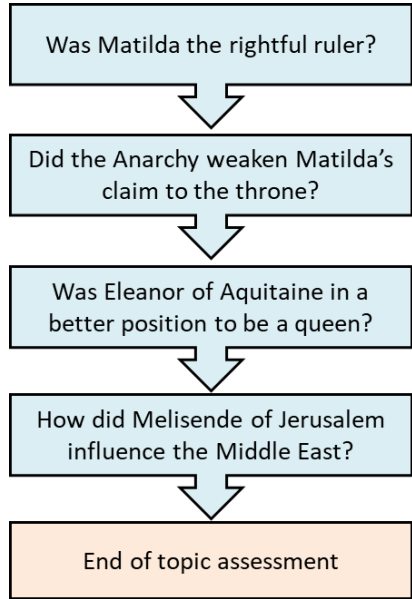 Was Matilda the rightful ruler?
Did the Anarchy weaken Matilda’s
claim to the throne?
Was Eleanor of Aquitaine in a
better position to be a queen?
How did Melisende of Jerusalem
influence the Middle East?
End of topic assessment